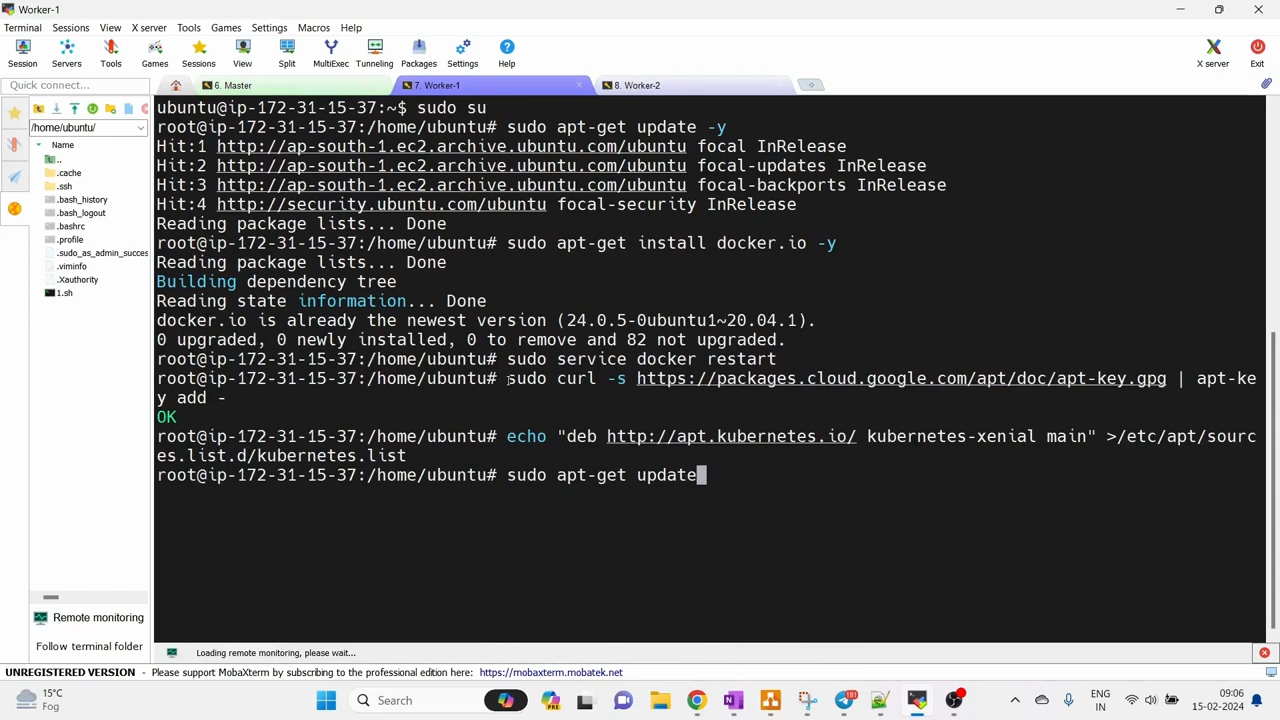 Worker-1
Terminal Sessions View X server Tools Games Settings Macros Help
Session Servers Tools Games Sessions View Split MultiExec Tunneling Packages Settings Help X server Exit
Quick connect...
6. Master
7. Worker-1
8. Worker-2
/home/ubuntu/
Name
..
.cache
.ssh
.bash_history
.bash_logout
.bashrc
.profile
.sudo_as_admin_succes
.viminfo
.Xauthority
1.sh
Remote monitoring
Follow terminal folder
ubuntu@ip-172-31-15-37:~$ sudo su
root@ip-172-31-15-37:/home/ubuntu# sudo apt-get update -y
Hit:1 http://ap-south-1.ec2.archive.ubuntu.com/ubuntu focal InRelease
Hit:2 http://ap-south-1.ec2.archive.ubuntu.com/ubuntu focal-updates InRelease
Hit:3 http://ap-south-1.ec2.archive.ubuntu.com/ubuntu focal-backports InRelease
Hit:4 http://security.ubuntu.com/ubuntu focal-security InRelease
Reading package lists... Done
root@ip-172-31-15-37:/home/ubuntu# sudo apt-get install docker.io -y
Reading package lists... Done
Building dependency tree
Reading state information... Done
docker.io is already the newest version (24.0.5-0ubuntu1~20.04.1).
0 upgraded, 0 newly installed, 0 to remove and 82 not upgraded.
root@ip-172-31-15-37:/home/ubuntu# sudo service docker restart
root@ip-172-31-15-37:/home/ubuntu# sudo curl -s https://packages.cloud.google.com/apt/doc/apt-key.gpg | apt-ke
y add -
OK
root@ip-172-31-15-37:/home/ubuntu# echo "deb http://apt.kubernetes.io/ kubernetes-xenial main" >/etc/apt/sourc
es.list.d/kubernetes.list
root@ip-172-31-15-37:/home/ubuntu# sudo apt-get update
Loading remote monitoring, please wait...
UNREGISTERED VERSION - Please support MobaXterm by subscribing to the professional edition here: https://mobaxterm.mobatek.net
15°C
Fog
Search
PRE
181
ENG
IN
09:06
15-02-2024